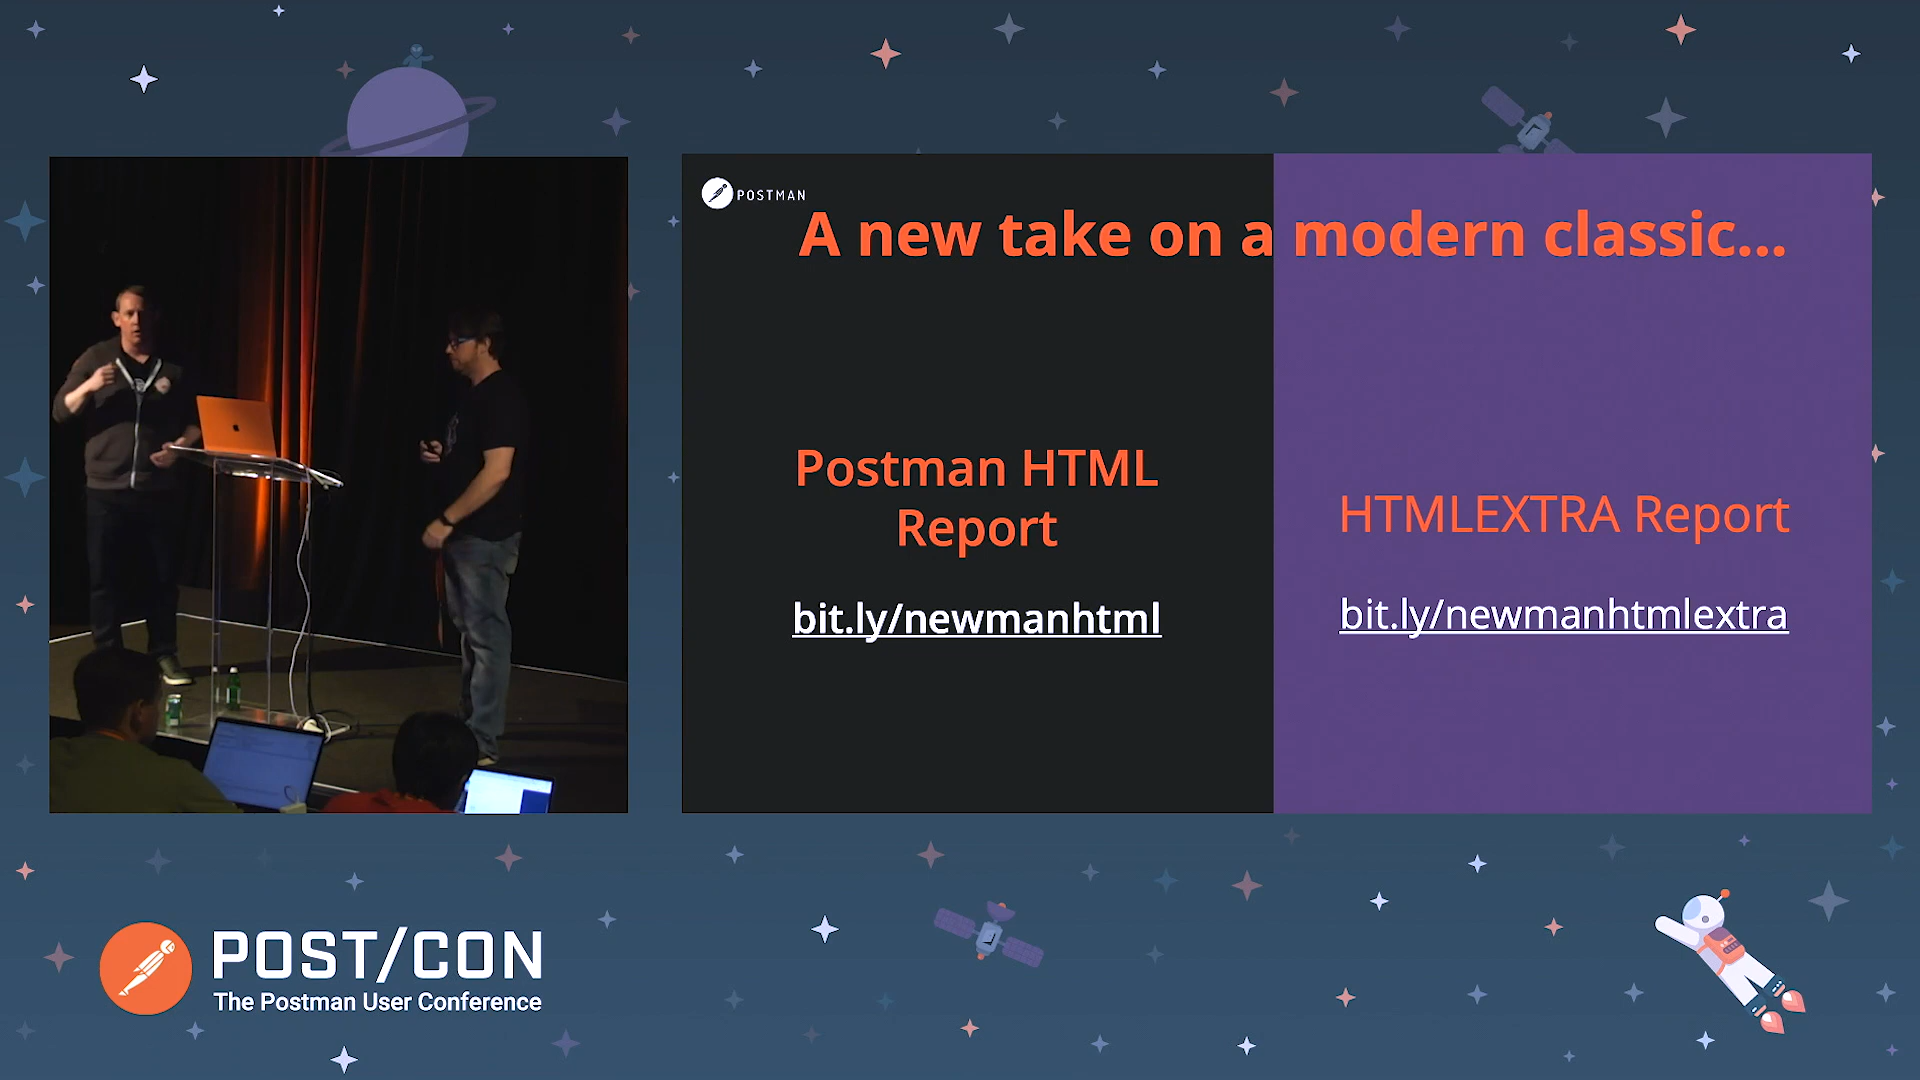 POSTMAN
A new take on a modern classic...
Postman HTML
Report
bit.ly/newmanhtml
HTMLEXTRA Report
bit.ly/newmanhtmlextra
POST/CON
The Postman User Conference